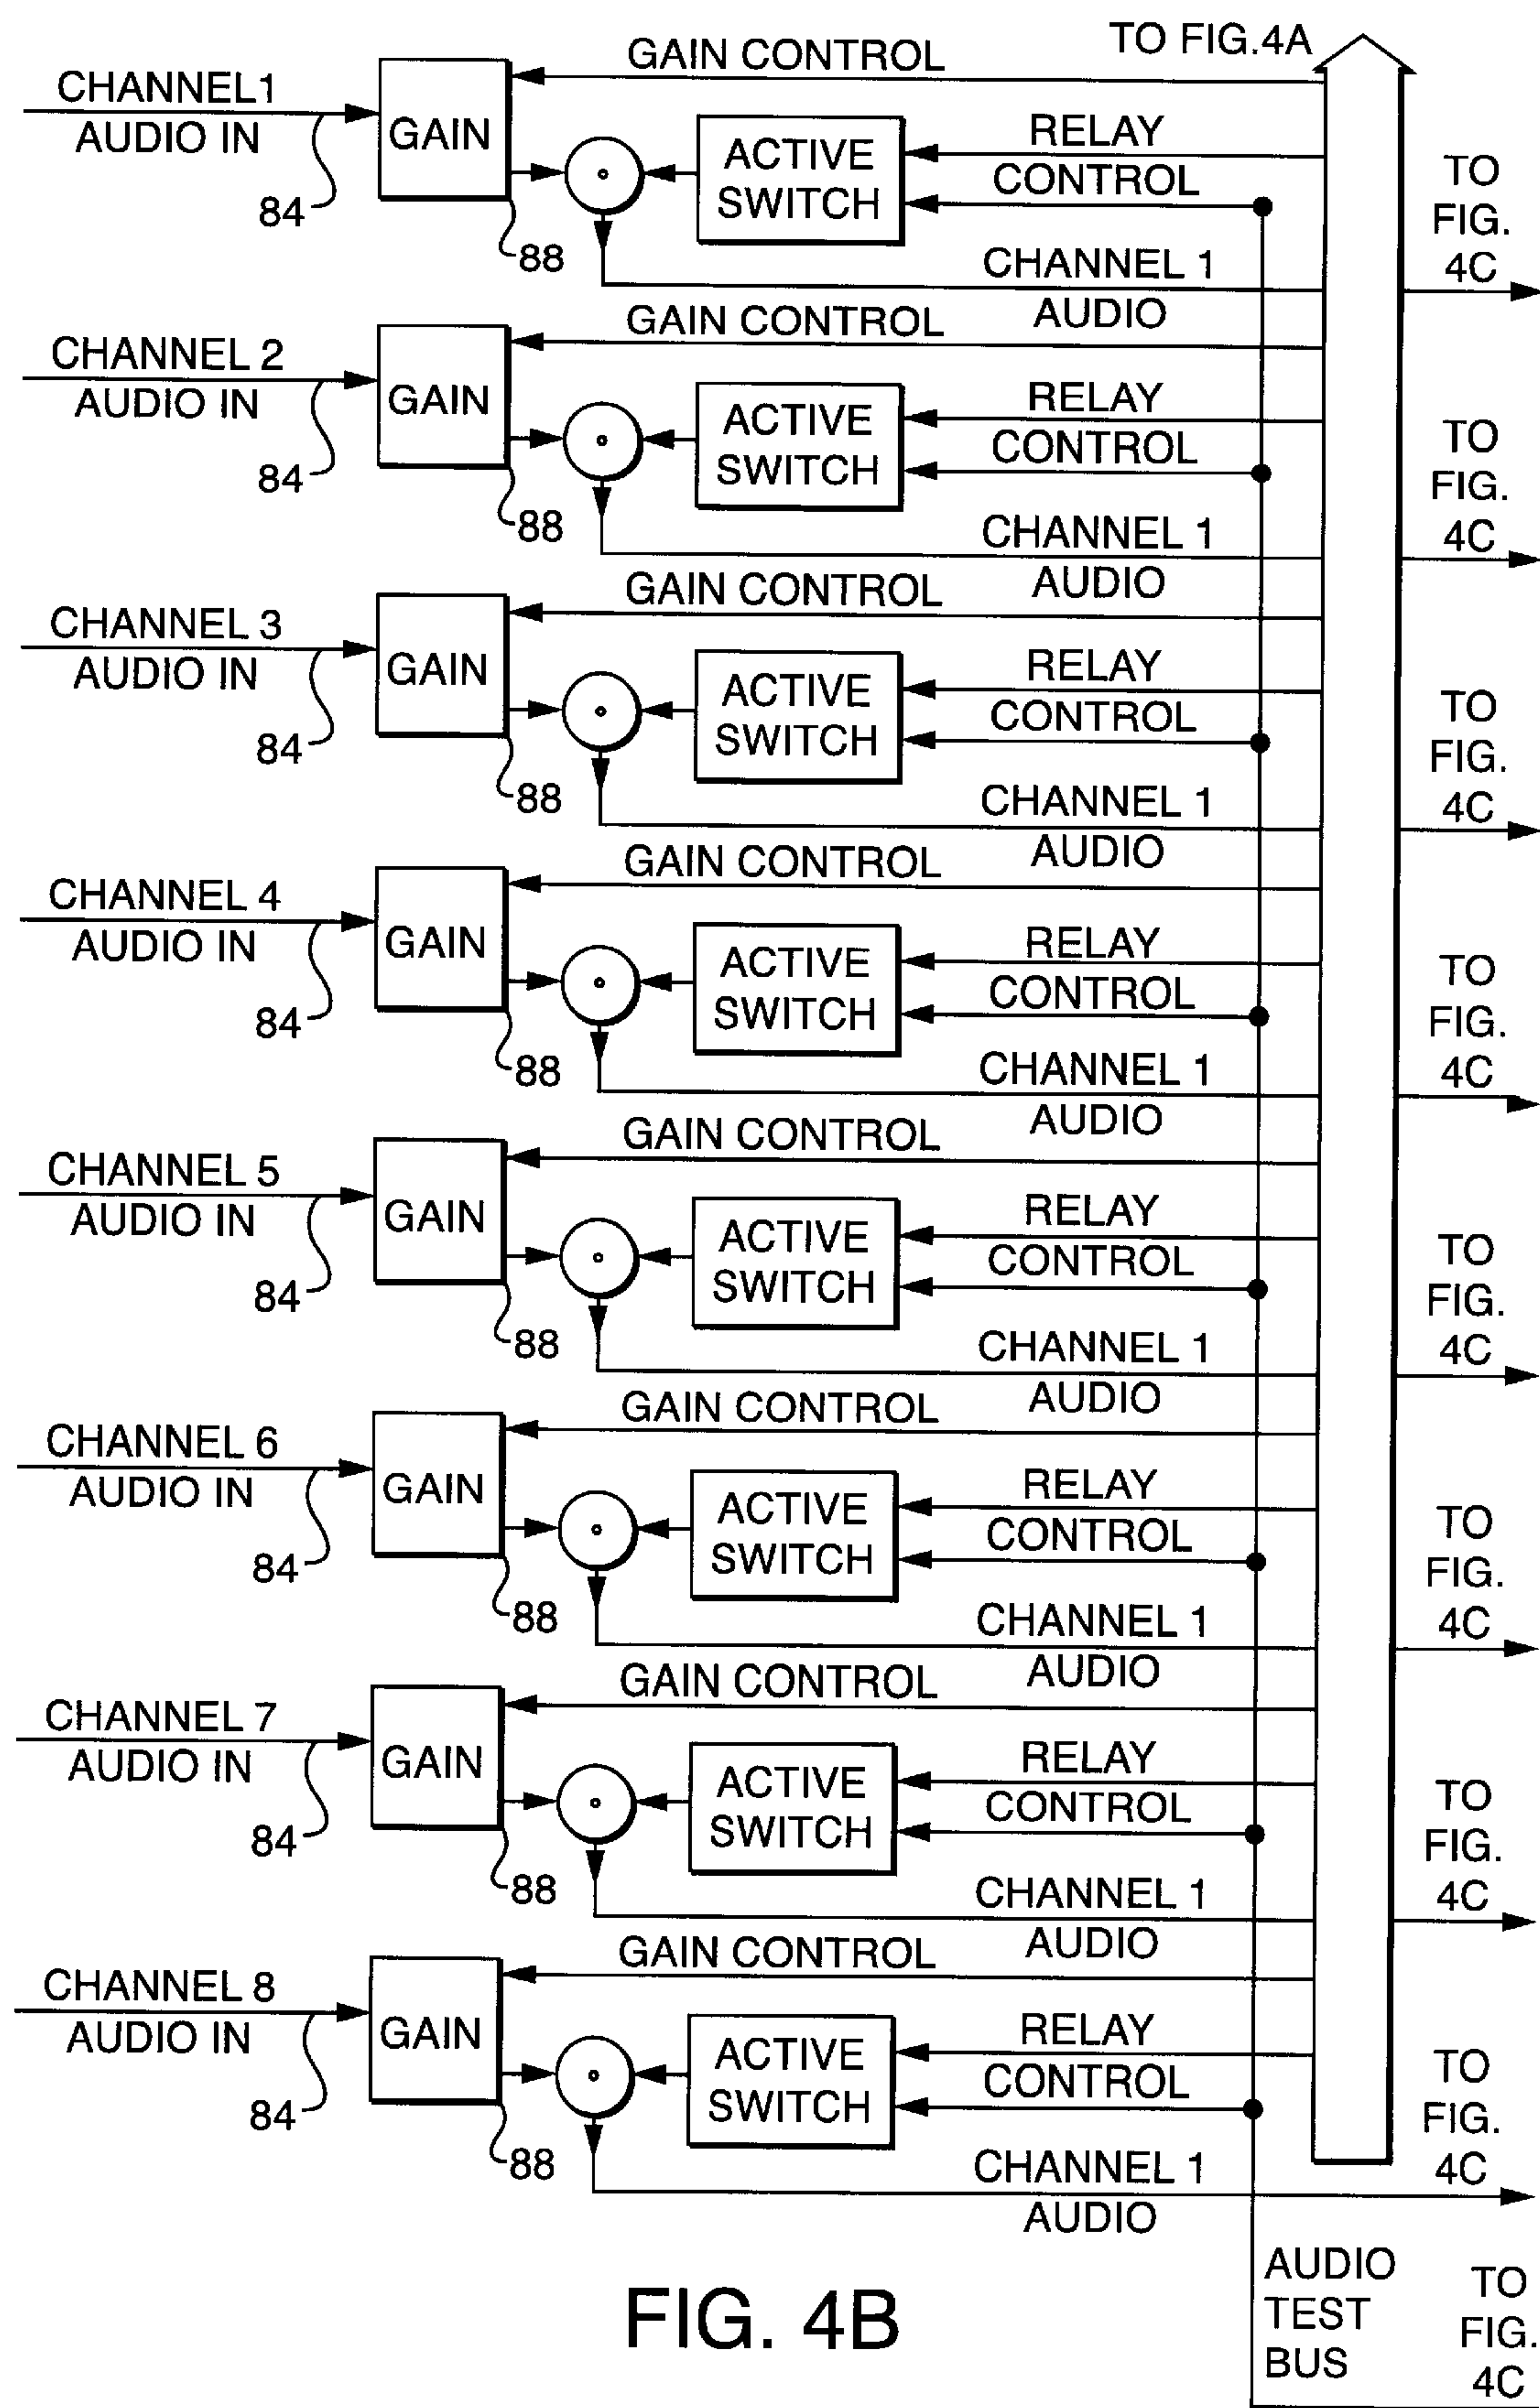 TO FIG.4A
GAIN CONTROL
CHANNEL1
AUDIO IN
GAIN
84
88
ACTIVE
SWITCH
RELAY
CONTROL
CHANNEL 1
AUDIO
TO
FIG.
4C
GAIN CONTROL
CHANNEL 2
AUDIO IN
GAIN
84
88
ACTIVE
SWITCH
RELAY
CONTROL
CHANNEL 1
AUDIO
TO
FIG.
4C
GAIN CONTROL
CHANNEL 3
AUDIO IN
GAIN
84
88
ACTIVE
SWITCH
RELAY
CONTROL
CHANNEL 1
AUDIO
TO
FIG.
4C
GAIN CONTROL
CHANNEL 4
AUDIO IN
GAIN
84
88
ACTIVE
SWITCH
RELAY
CONTROL
CHANNEL 1
AUDIO
TO
FIG.
4C
GAIN CONTROL
CHANNEL 5
AUDIO IN
GAIN
84
88
ACTIVE
SWITCH
RELAY
CONTROL
CHANNEL 1
AUDIO
TO
FIG.
4C
GAIN CONTROL
CHANNEL 6
AUDIO IN
GAIN
84
88
ACTIVE
SWITCH
RELAY
CONTROL
CHANNEL 1
AUDIO
TO
FIG.
4C
GAIN CONTROL
CHANNEL 7
AUDIO IN
GAIN
84
88
ACTIVE
SWITCH
RELAY
CONTROL
CHANNEL 1
AUDIO
TO
FIG.
4C
GAIN CONTROL
CHANNEL 8
AUDIO IN
GAIN
84
88
ACTIVE
SWITCH
RELAY
CONTROL
CHANNEL 1
AUDIO
TO
FIG.
4C
AUDIO
TEST
BUS
TO
FIG.
4C
FIG. 4B